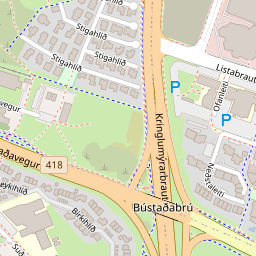 Stigahlíð
Stigahlíð
Stigahlíð
Listabraut
Ofanleiti
P
P
Kringlumýrarbraut
Neðstaleiti
418
Bústaðabrú
Birkihlíð